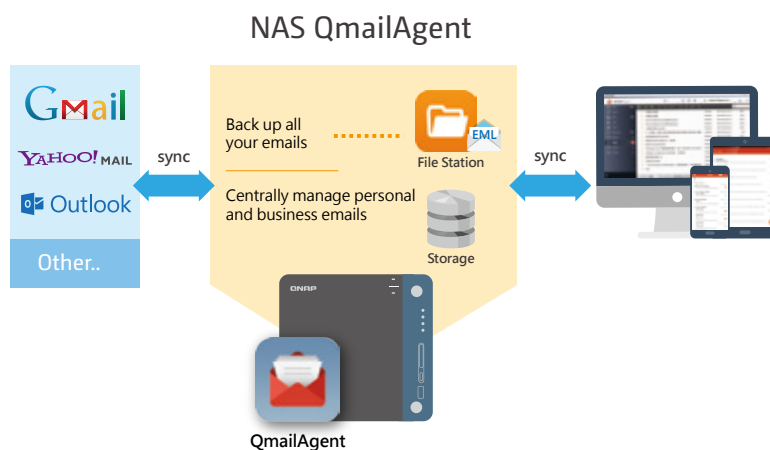 NAS QmailAgent
Gmail
YAHOO! MAIL
Outlook
Other..
sync
Back up all
your emails
EML
File Station
Centrally manage personal
and business emails
Storage
sync
QNAP
QmailAgent